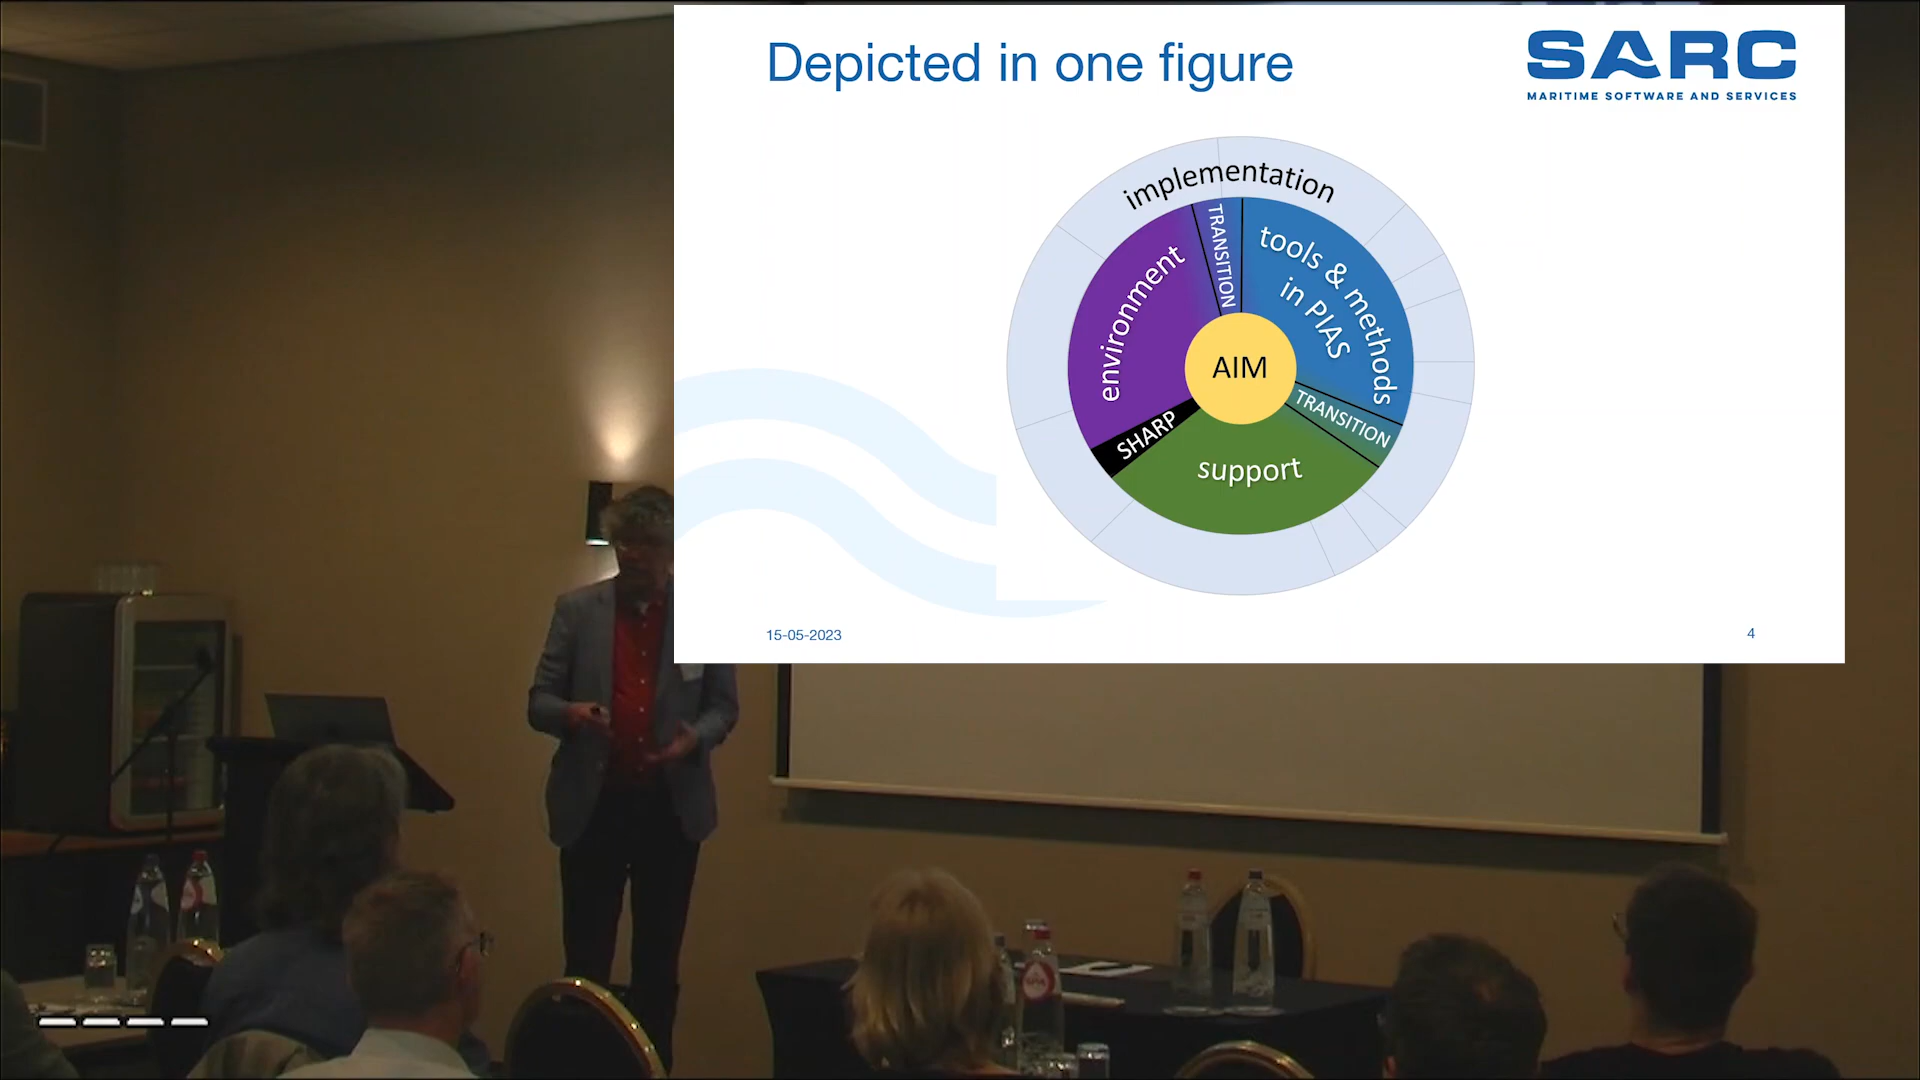 Depicted in one figure
SARC
MARITIME SOFTWARE AND SERVICES
implementation
TRANSITION
tools & methods
in PIAS
environment
AIM
TRANSITION
SHARP
support
15-05-2023
4